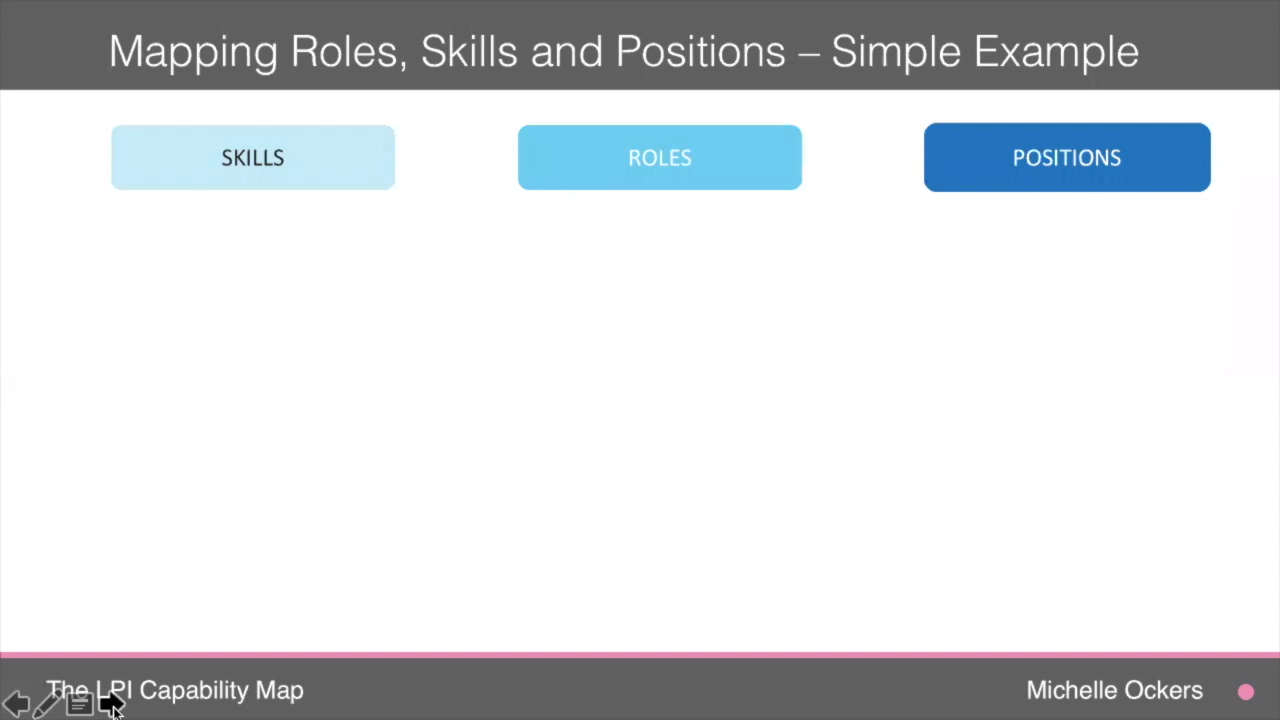 Mapping Roles, Skills and Positions – Simple Example
SKILLS
ROLES
POSITIONS
The LPI Capability Map
Michelle Ockers